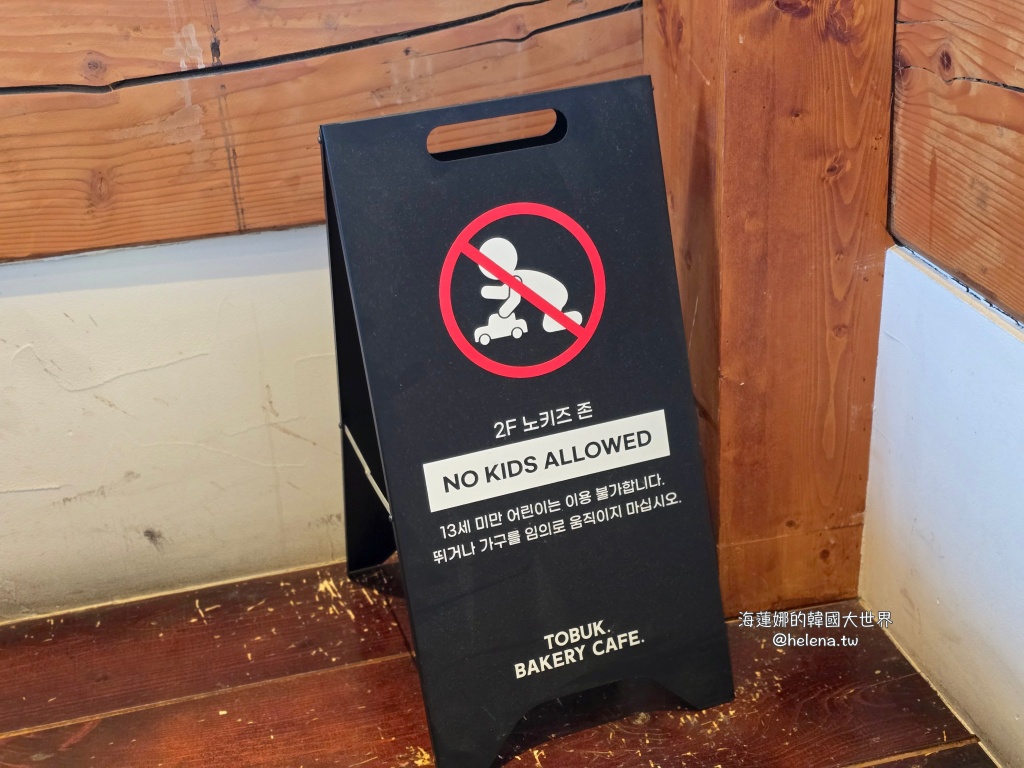 2F 노키즈 존
NO KIDS ALLOWED
13세 미만 어린이는 이용 불가합니다.
뛰거나 가구를 임의로 움직이지 마십시오.
TOBUK.
BAKERY CAFE.
海蓮娜的韓國大世界
@helena.tw